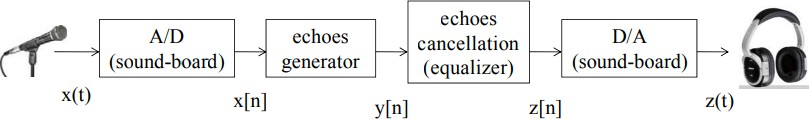 A/D
(sound-board)
echoes
generator
echoes
cancellation
(equalizer)
D/A
(sound-board)
x(t)
x[n]
y[n]
z[n]
z(t)